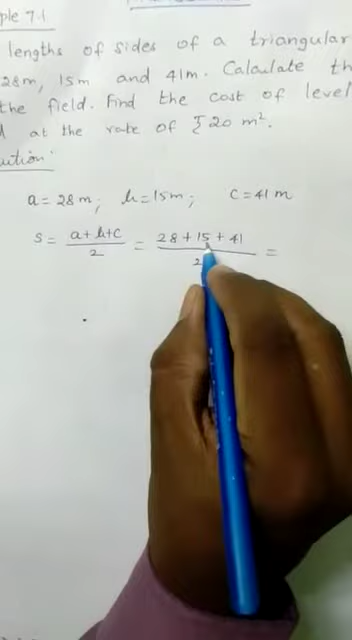 ple 7.1
lengths of sides of a triangular
28m, 15m and 41m. Calculate th
the field. Find the cost of level
at the rate of ₹20 m².
ution:
a = 28m; b = 15m; c = 41 m
s = a+b+c / 2 = 28 + 15 + 41 / 2 =